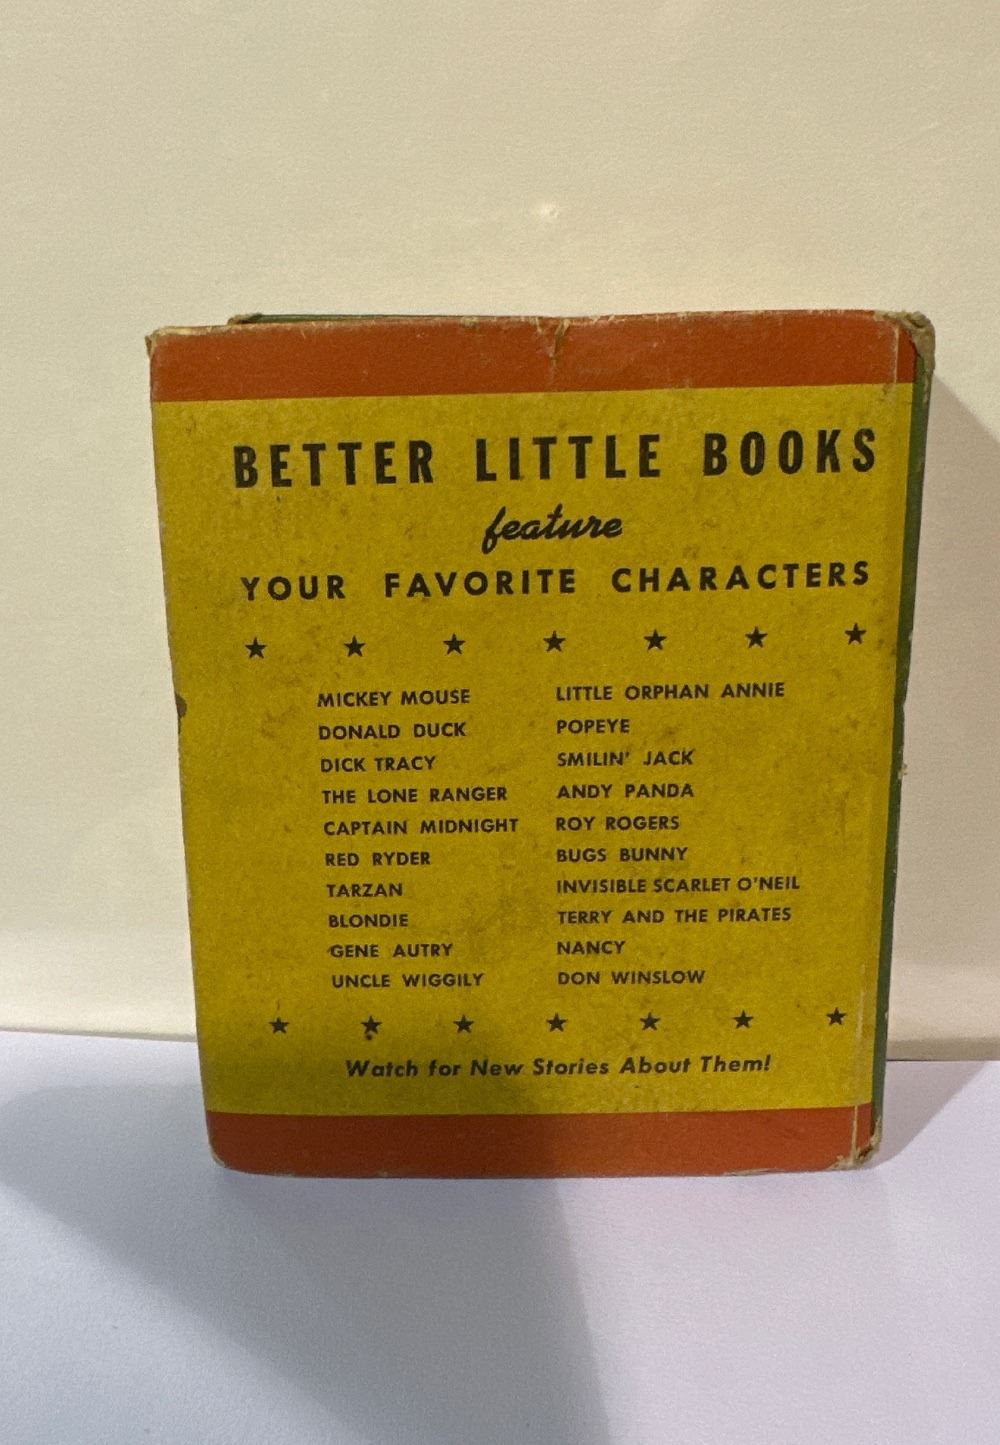 BETTER LITTLE BOOKS
feature
YOUR FAVORITE CHARACTERS
MICKEY MOUSE
DONALD DUCK
DICK TRACY
THE LONE RANGER
CAPTAIN MIDNIGHT
RED RYDER
TARZAN
BLONDIE
GENE AUTRY
UNCLE WIGGILY
LITTLE ORPHAN ANNIE
POPEYE
SMILIN' JACK
ANDY PANDA
ROY ROGERS
BUGS BUNNY
INVISIBLE SCARLET O'NEIL
TERRY AND THE PIRATES
NANCY
DON WINSLOW
Watch for New Stories About Them!